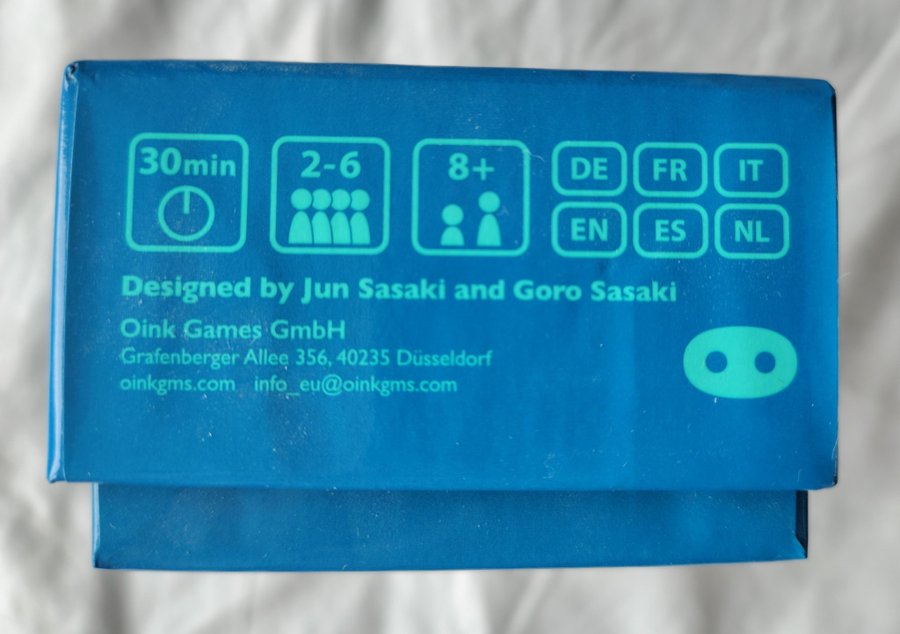 30min 2-6 8+ DE FR IT
EN ES NL
Designed by Jun Sasaki and Goro Sasaki
Oink Games GmbH
Grafenberger Allee 356, 40235 Düsseldorf
oinkgms.com info_eu@oinkgms.com